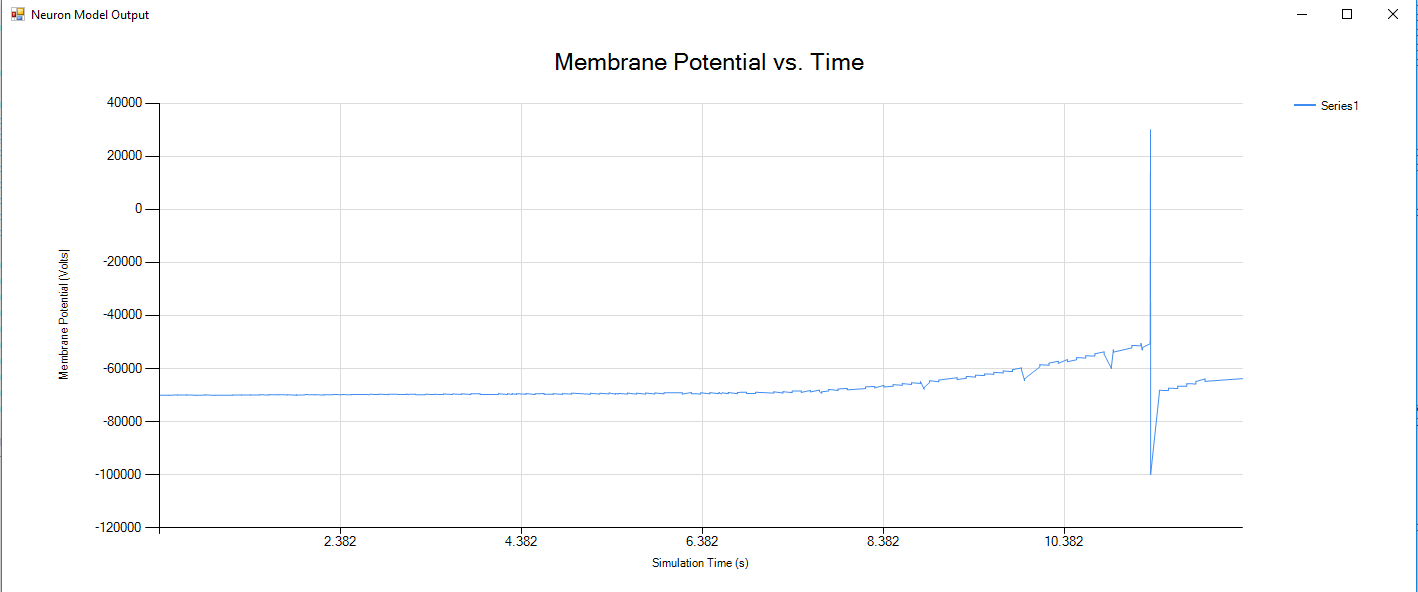 Neuron Model Output
Membrane Potential vs. Time
Series1
40000
20000
0
-20000
-40000
-60000
-80000
-100000
-120000
Membrane Potential (Volts|
2.382
4.382
6.382
8.382
10.382
Simulation Time (s)